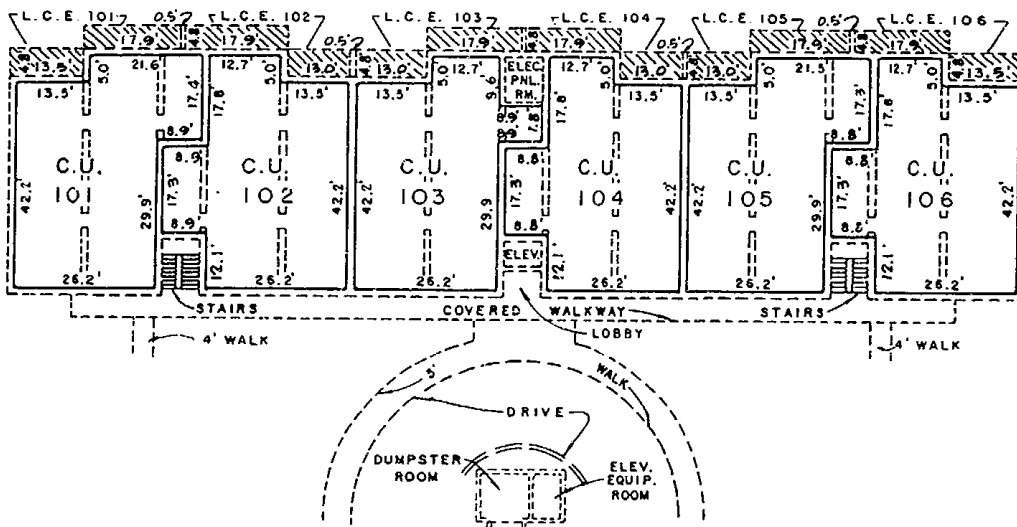 L.C.E. 101 0.5' L.C.E. 102 L.C.E. 103 L.C.E. 104 L.C.E. 105 0.5' L.C.E. 106
17.9' 4.8' 17.9' 0.5' 17.9' 4.8' 17.9' 0.5' 17.9' 4.8' 17.9'
4.8' 13.5' 13.0' 4.8' 13.0' 13.0' 4.8' 13.0' 4.8' 13.5'
5.0' 21.6' 12.7' 5.0' 5.0' 12.7' ELEC. 12.7' 5.0' 5.0' 21.5' 12.7' 5.0'
PNL.
RM.
13.5' 17.4' 17.8' 13.5' 13.5' 9.6' 17.8' 13.5' 13.5' 17.3' 17.8' 13.5'
8.9' 8.9' 7.8' 8.8'
8.9' 8.8' 8.8'
C.U. C.U. C.U. C.U. C.U. C.U.
101 102 103 104 105 106
42.2' 29.9' 17.3' 42.2' 42.2' 29.9 17.3' 42.2' 42.2' 29.9' 17.3' 42.2'
8.9' 8.8' 8.8'
12.1' ELEV. 12.1' 12.1'
26.2' 26.2' 26.2' 26.2' 26.2' 26.2'
STAIRS COVERED WALKWAY STAIRS
LOBBY
4' WALK 4' WALK
5' WALK
DRIVE
DUMPSTER ROOM
ELEV. EQUIP. ROOM